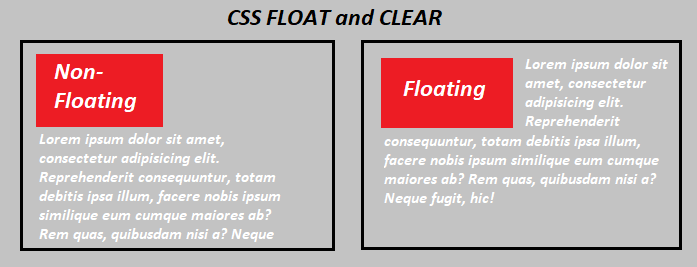 CSS FLOAT and CLEAR
Non-
Floating
Lorem ipsum dolor sit amet,
consectetur adipisicing elit.
Reprehenderit consequuntur, totam
debitis ipsa illum, facere nobis ipsum
similique eum cumque maiores ab?
Rem quas, quibusdam nisi a? Neque
Floating
Lorem ipsum dolor sit
amet, consectetur
adipisicing elit.
Reprehenderit
consequuntur, totam debitis ipsa illum,
facere nobis ipsum similique eum cumque
maiores ab? Rem quas, quibusdam nisi a?
Neque fugit, hic!